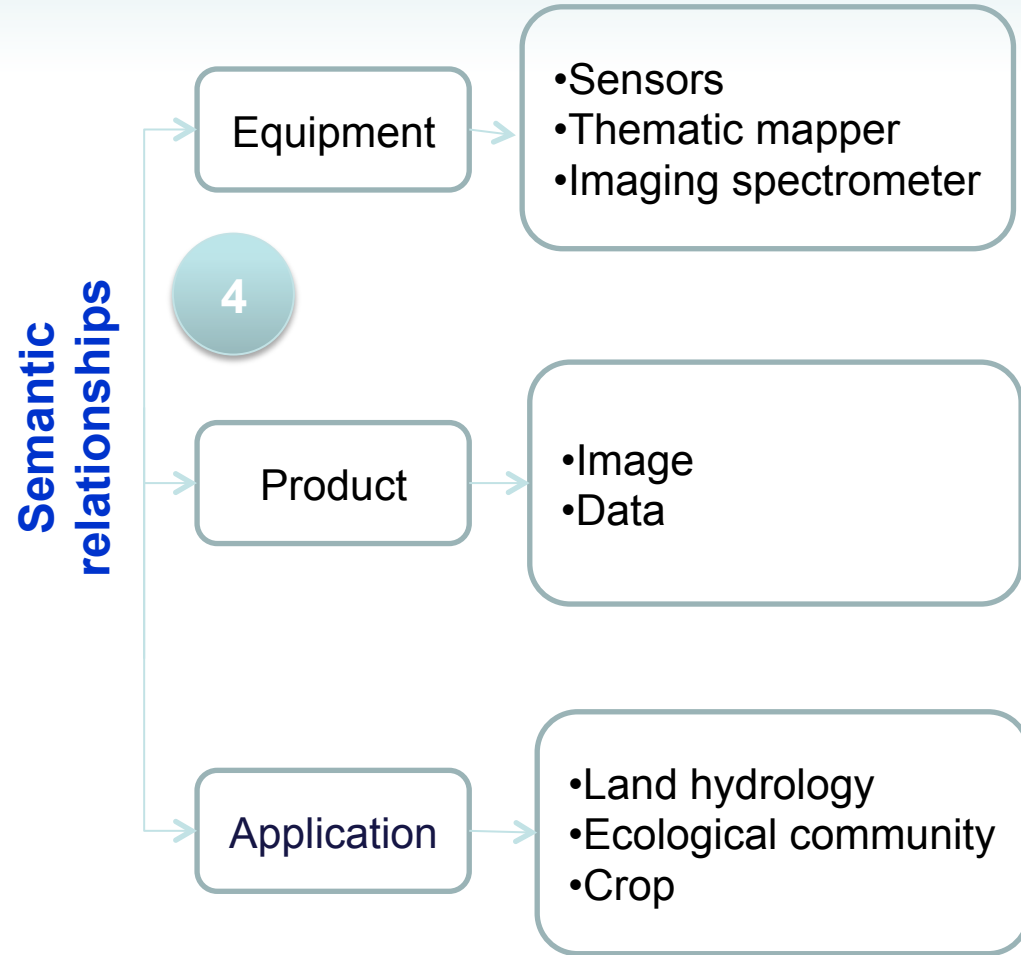 Semantic
relationships
4
Equipment
•Sensors
•Thematic mapper
•Imaging spectrometer
Product
•Image
•Data
Application
•Land hydrology
•Ecological community
•Crop